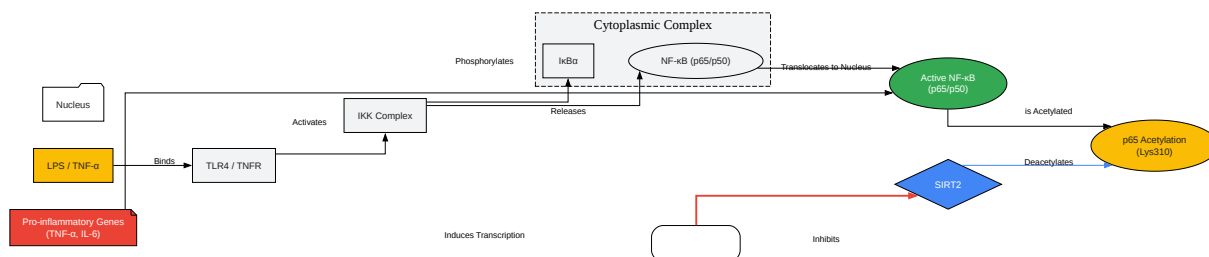 Cytoplasmic Complex
Phosphorylates
IκBα
NF-κB (p65/p50)
Translocates to Nucleus
Active NF-κB
(p65/p50)
Nucleus
Activates
IKK Complex
Releases
is Acetylated
p65 Acetylation
(Lys310)
LPS / TNF-α
Binds
TLR4 / TNFR
Deacetylates
SIRT2
Pro-inflammatory Genes
(TNF-α, IL-6)
Induces Transcription
Inhibits